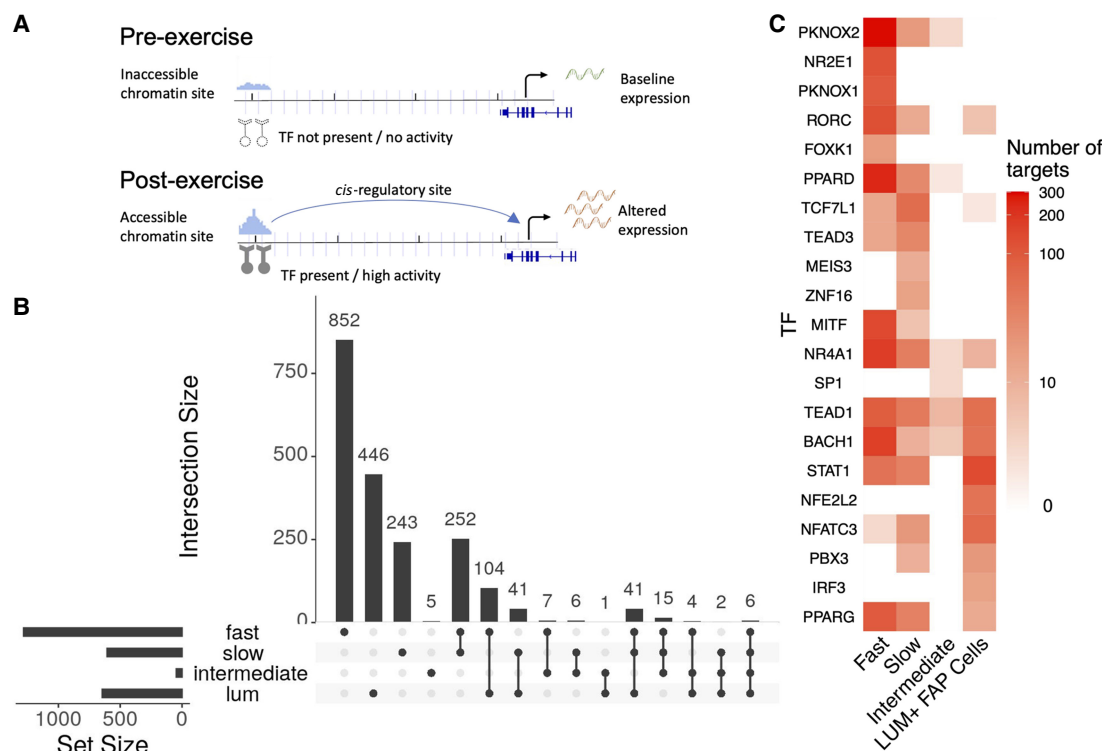 A
Pre-exercise
Inaccessible
chromatin site
Baseline
expression
TF not present / no activity
Post-exercise
cis-regulatory site
Accessible
chromatin site
Altered
expression
TF present / high activity
B
Intersection Size
750
500
250
0
852
446
243
5
252
104
41
7
6
1
41
15
4
2
6
fast
slow
intermediate
lum
1000
500
0
Set Size
C
TF
PKNOX2
NR2E1
PKNOX1
RORC
FOXK1
PPARD
TCF7L1
TEAD3
MEIS3
ZNF16
MITF
NR4A1
SP1
TEAD1
BACH1
STAT1
NFE2L2
NFATC3
PBX3
IRF3
PPARG
Fast
Slow
Intermediate
LUM+ FAP Cells
Number of
targets
300
200
100
10
0